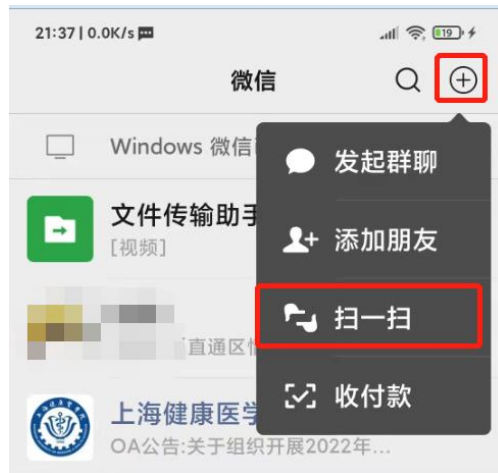 21:37 | 0.0K/s
19
微信
Windows 微信
发起群聊
文件传输助手
[视频]
添加朋友
扫一扫
直通区
收付款
上海健康医学
OA公告:关于组织开展2022年...